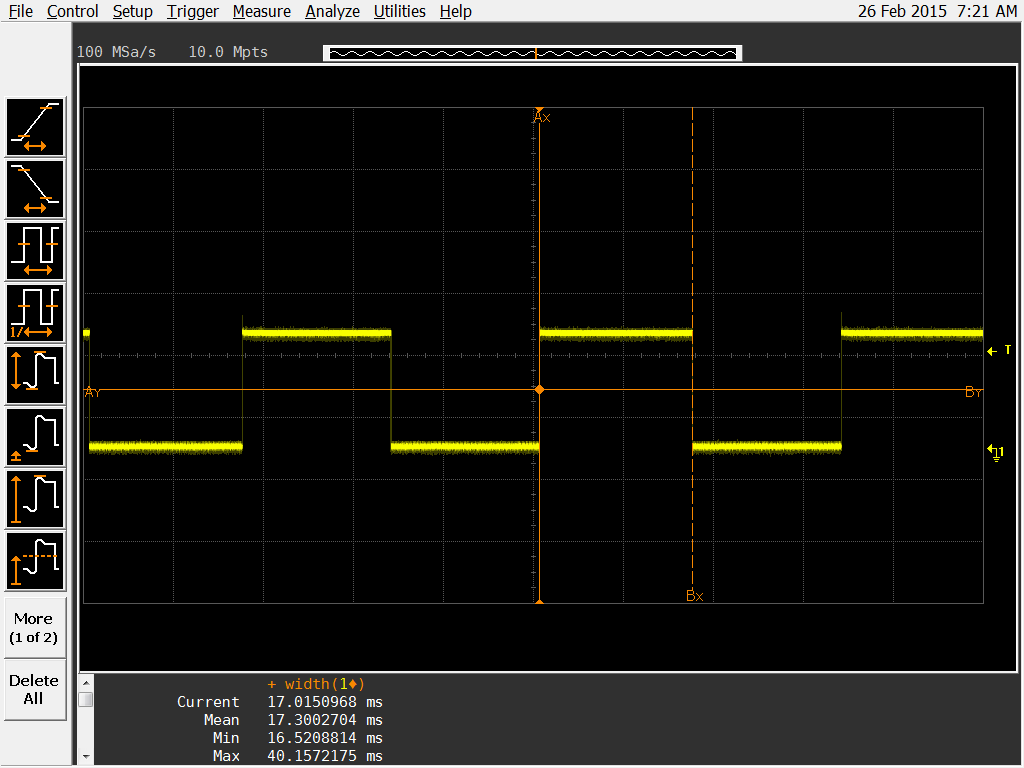 File Control Setup Trigger Measure Analyze Utilities Help 26 Feb 2015 7:21 AM
100 MSa/s 10.0 Mpts
Ax
T
Ay By
1
1/
Bx
More
(1 of 2)
Delete
All
+ width(1♦)
Current 17.0150968 ms
Mean 17.3002704 ms
Min 16.5208814 ms
Max 40.1572175 ms